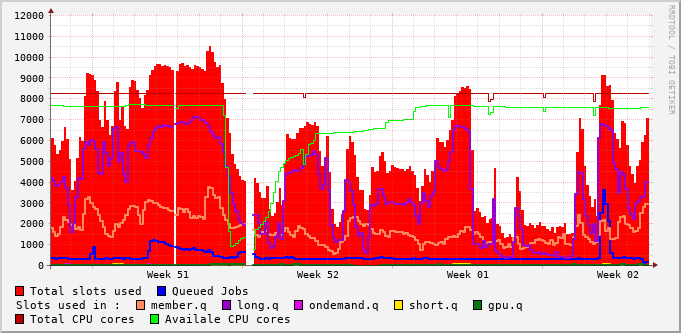 12000
11000
10000
9000
8000
7000
6000
5000
4000
3000
2000
1000
0
Week 51 Week 52 Week 01 Week 02
RRDTOOL / TOBI OETIKER
Total slots used Queued Jobs
Slots used in : member.q long.q ondemand.q short.q gpu.q
Total CPU cores Availale CPU cores